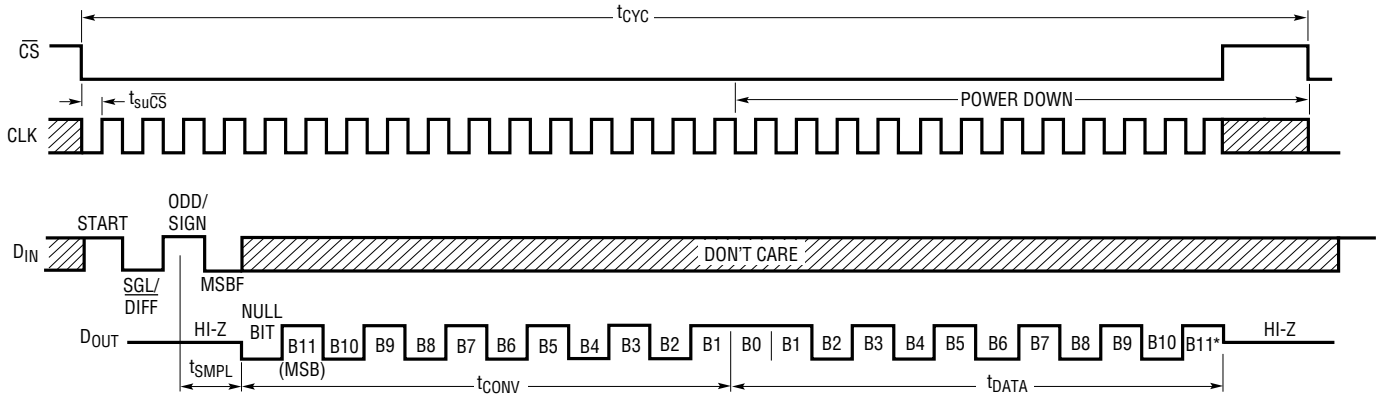 tCYC
CS
tsuCS
POWER DOWN
CLK
ODD/
START SIGN
DIN
DON'T CARE
SGL/ MSBF
DIFF
NULL
BIT
DOUT HI-Z B11 B10 B9 B8 B7 B6 B5 B4 B3 B2 B1 B0 B1 B2 B3 B4 B5 B6 B7 B8 B9 B10 B11* HI-Z
(MSB)
tSMPL tCONV tDATA